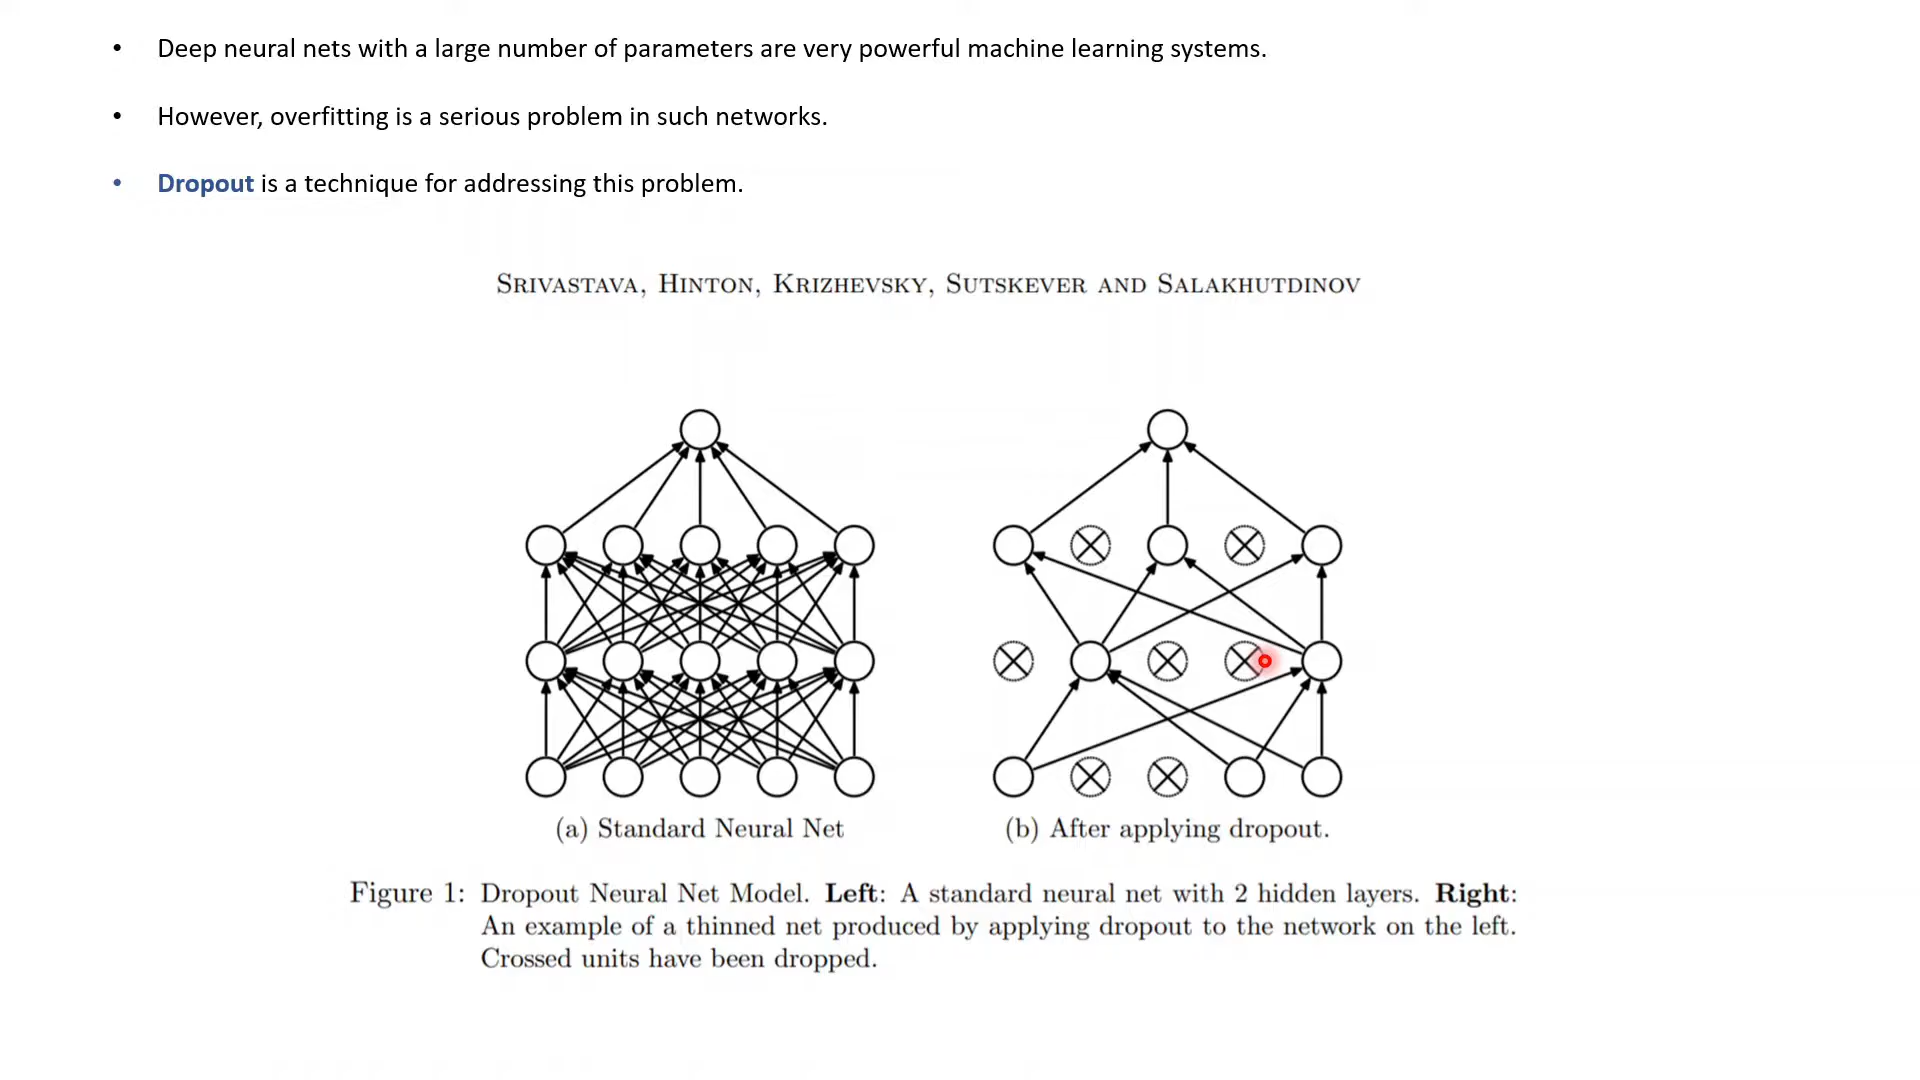 • Deep neural nets with a large number of parameters are very powerful machine learning systems.
• However, overfitting is a serious problem in such networks.
• Dropout is a technique for addressing this problem.
Srivastava, Hinton, Krizhevsky, Sutskever and Salakhutdinov
(a) Standard Neural Net
(b) After applying dropout.
Figure 1: Dropout Neural Net Model. Left: A standard neural net with 2 hidden layers. Right:
An example of a thinned net produced by applying dropout to the network on the left.
Crossed units have been dropped.